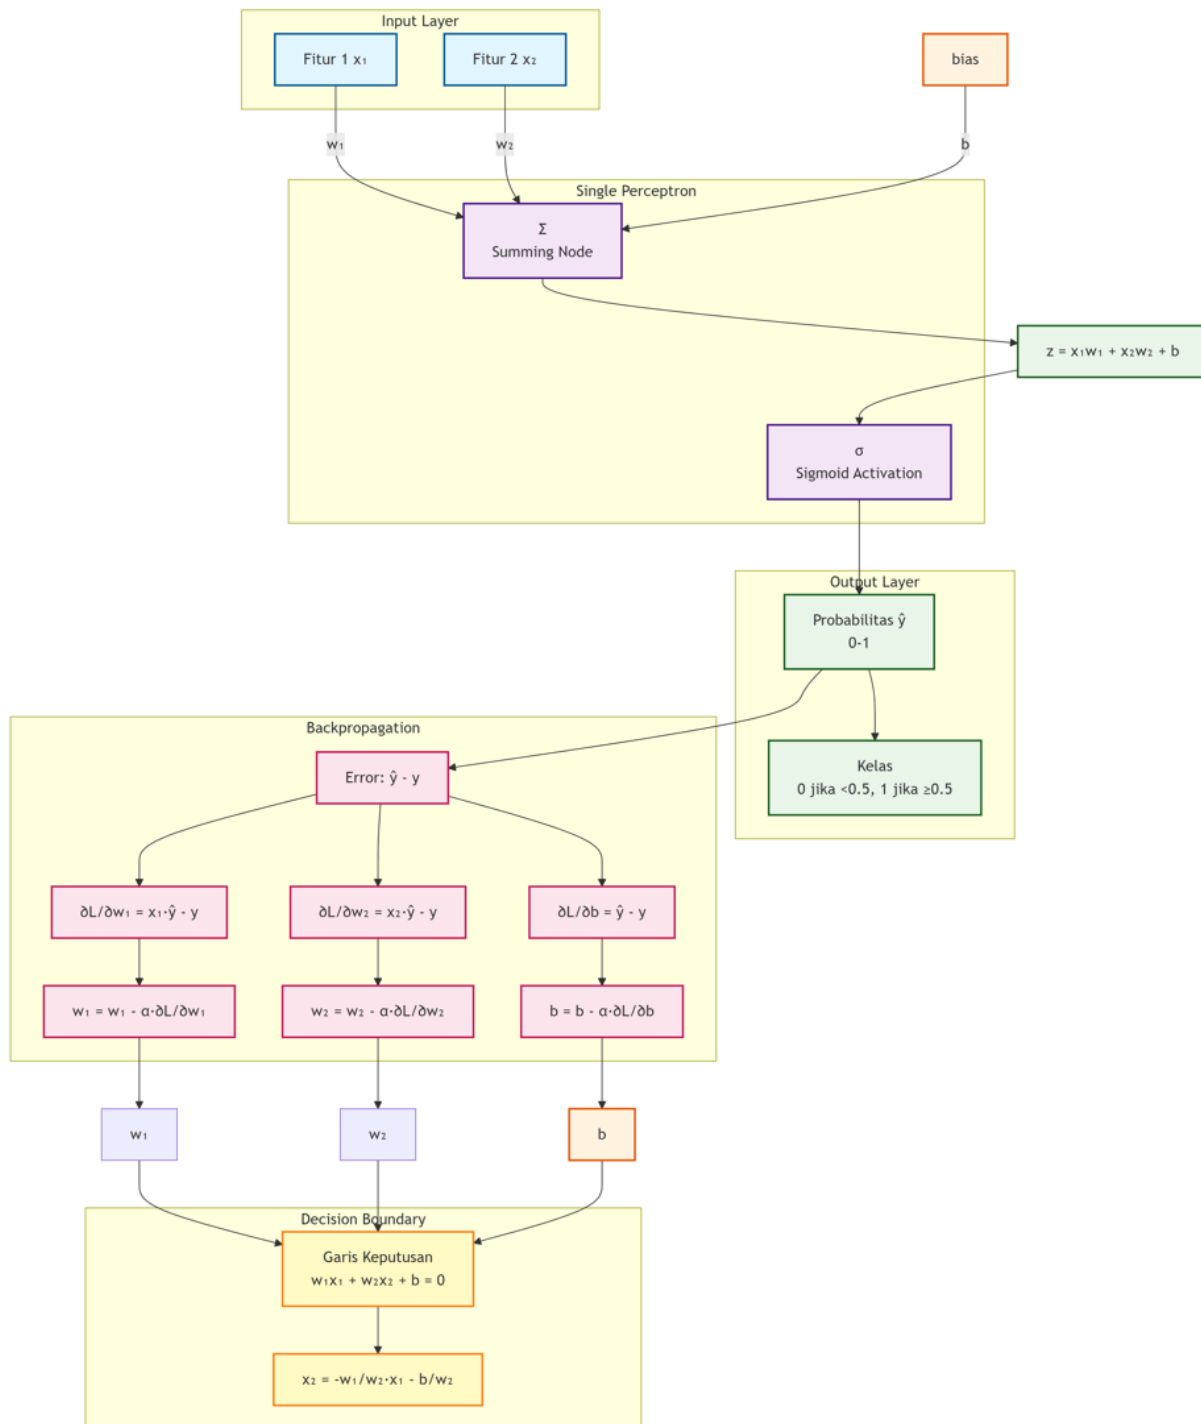 Input Layer
Fitur 1 x₁
Fitur 2 x₂
bias
w₁
w₂
b
Single Perceptron
Σ
Summing Node
z = x₁w₁ + x₂w₂ + b
σ
Sigmoid Activation
Output Layer
Probabilitas ŷ
0-1
Kelas
0 jika <0.5, 1 jika ≥0.5
Backpropagation
Error: ŷ - y
∂L/∂w₁ = x₁·ŷ - y
∂L/∂w₂ = x₂·ŷ - y
∂L/∂b = ŷ - y
w₁ = w₁ - α·∂L/∂w₁
w₂ = w₂ - α·∂L/∂w₂
b = b - α·∂L/∂b
w₁
w₂
b
Decision Boundary
Garis Keputusan
w₁x₁ + w₂x₂ + b = 0
x₂ = -w₁/w₂·x₁ - b/w₂